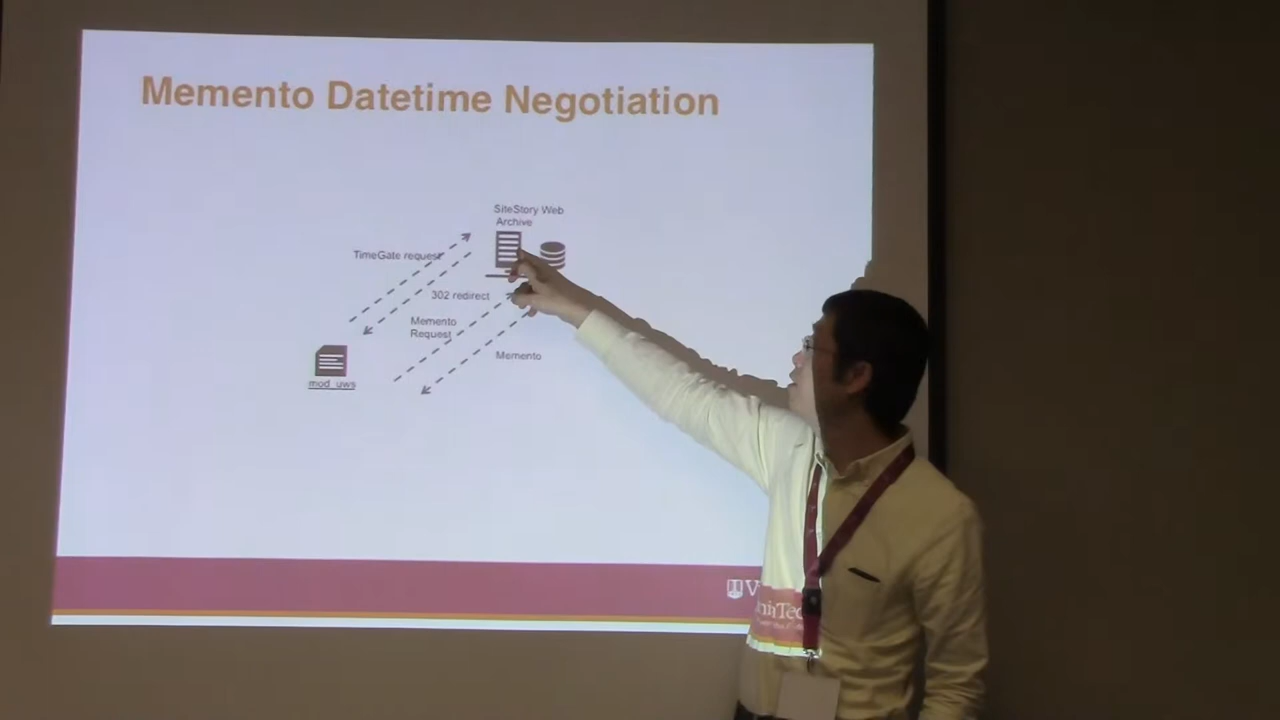 Memento Datetime Negotiation
SiteStory Web
Archive
TimeGate request
302 redirect
Memento
Request
Memento
mod_uws